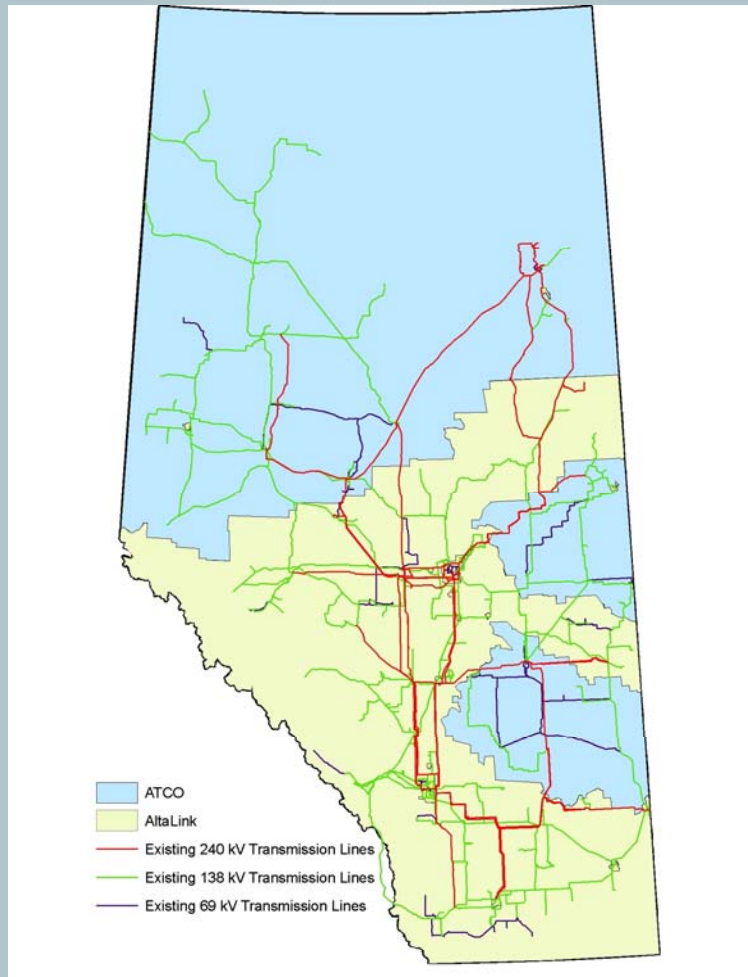 ATCO
AltaLink
Existing 240 kV Transmission Lines
Existing 138 kV Transmission Lines
Existing 69 kV Transmission Lines